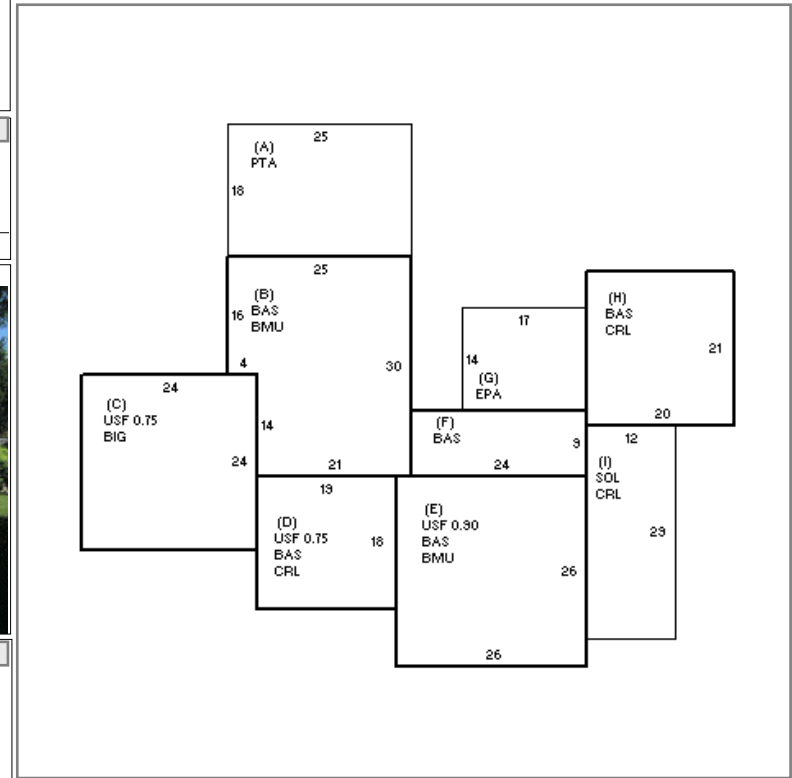 25
(A)
PTA
18
25
(B)
BAS
BMU
16
4
30
14
21
24
(C)
USF 0.75
BIG
24
19
(D)
USF 0.75
BAS
CRL
18
(E)
USF 0.90
BAS
BMU
26
26
(F)
BAS
9
24
17
14
(G)
EPA
(H)
BAS
CRL
21
20
12
(I)
SOL
CRL
29